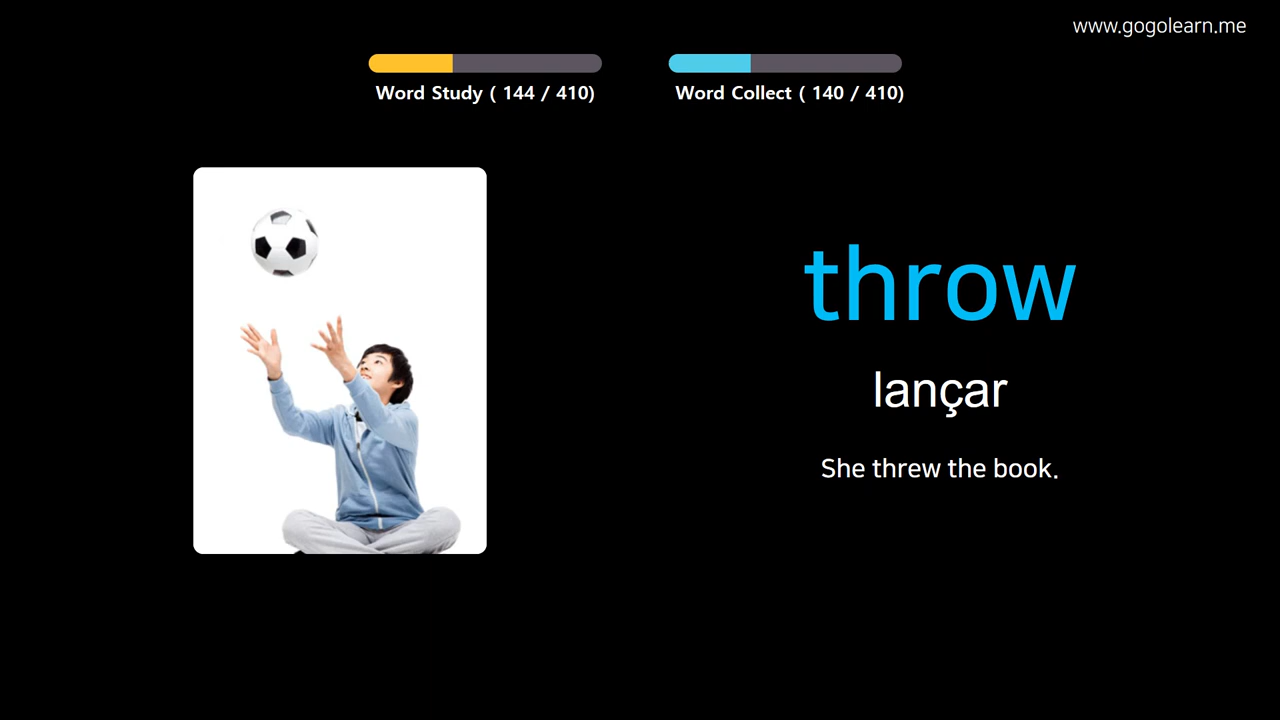 www.gogolearn.me
Word Study ( 144 / 410)
Word Collect ( 140 / 410)
throw
lançar
She threw the book.